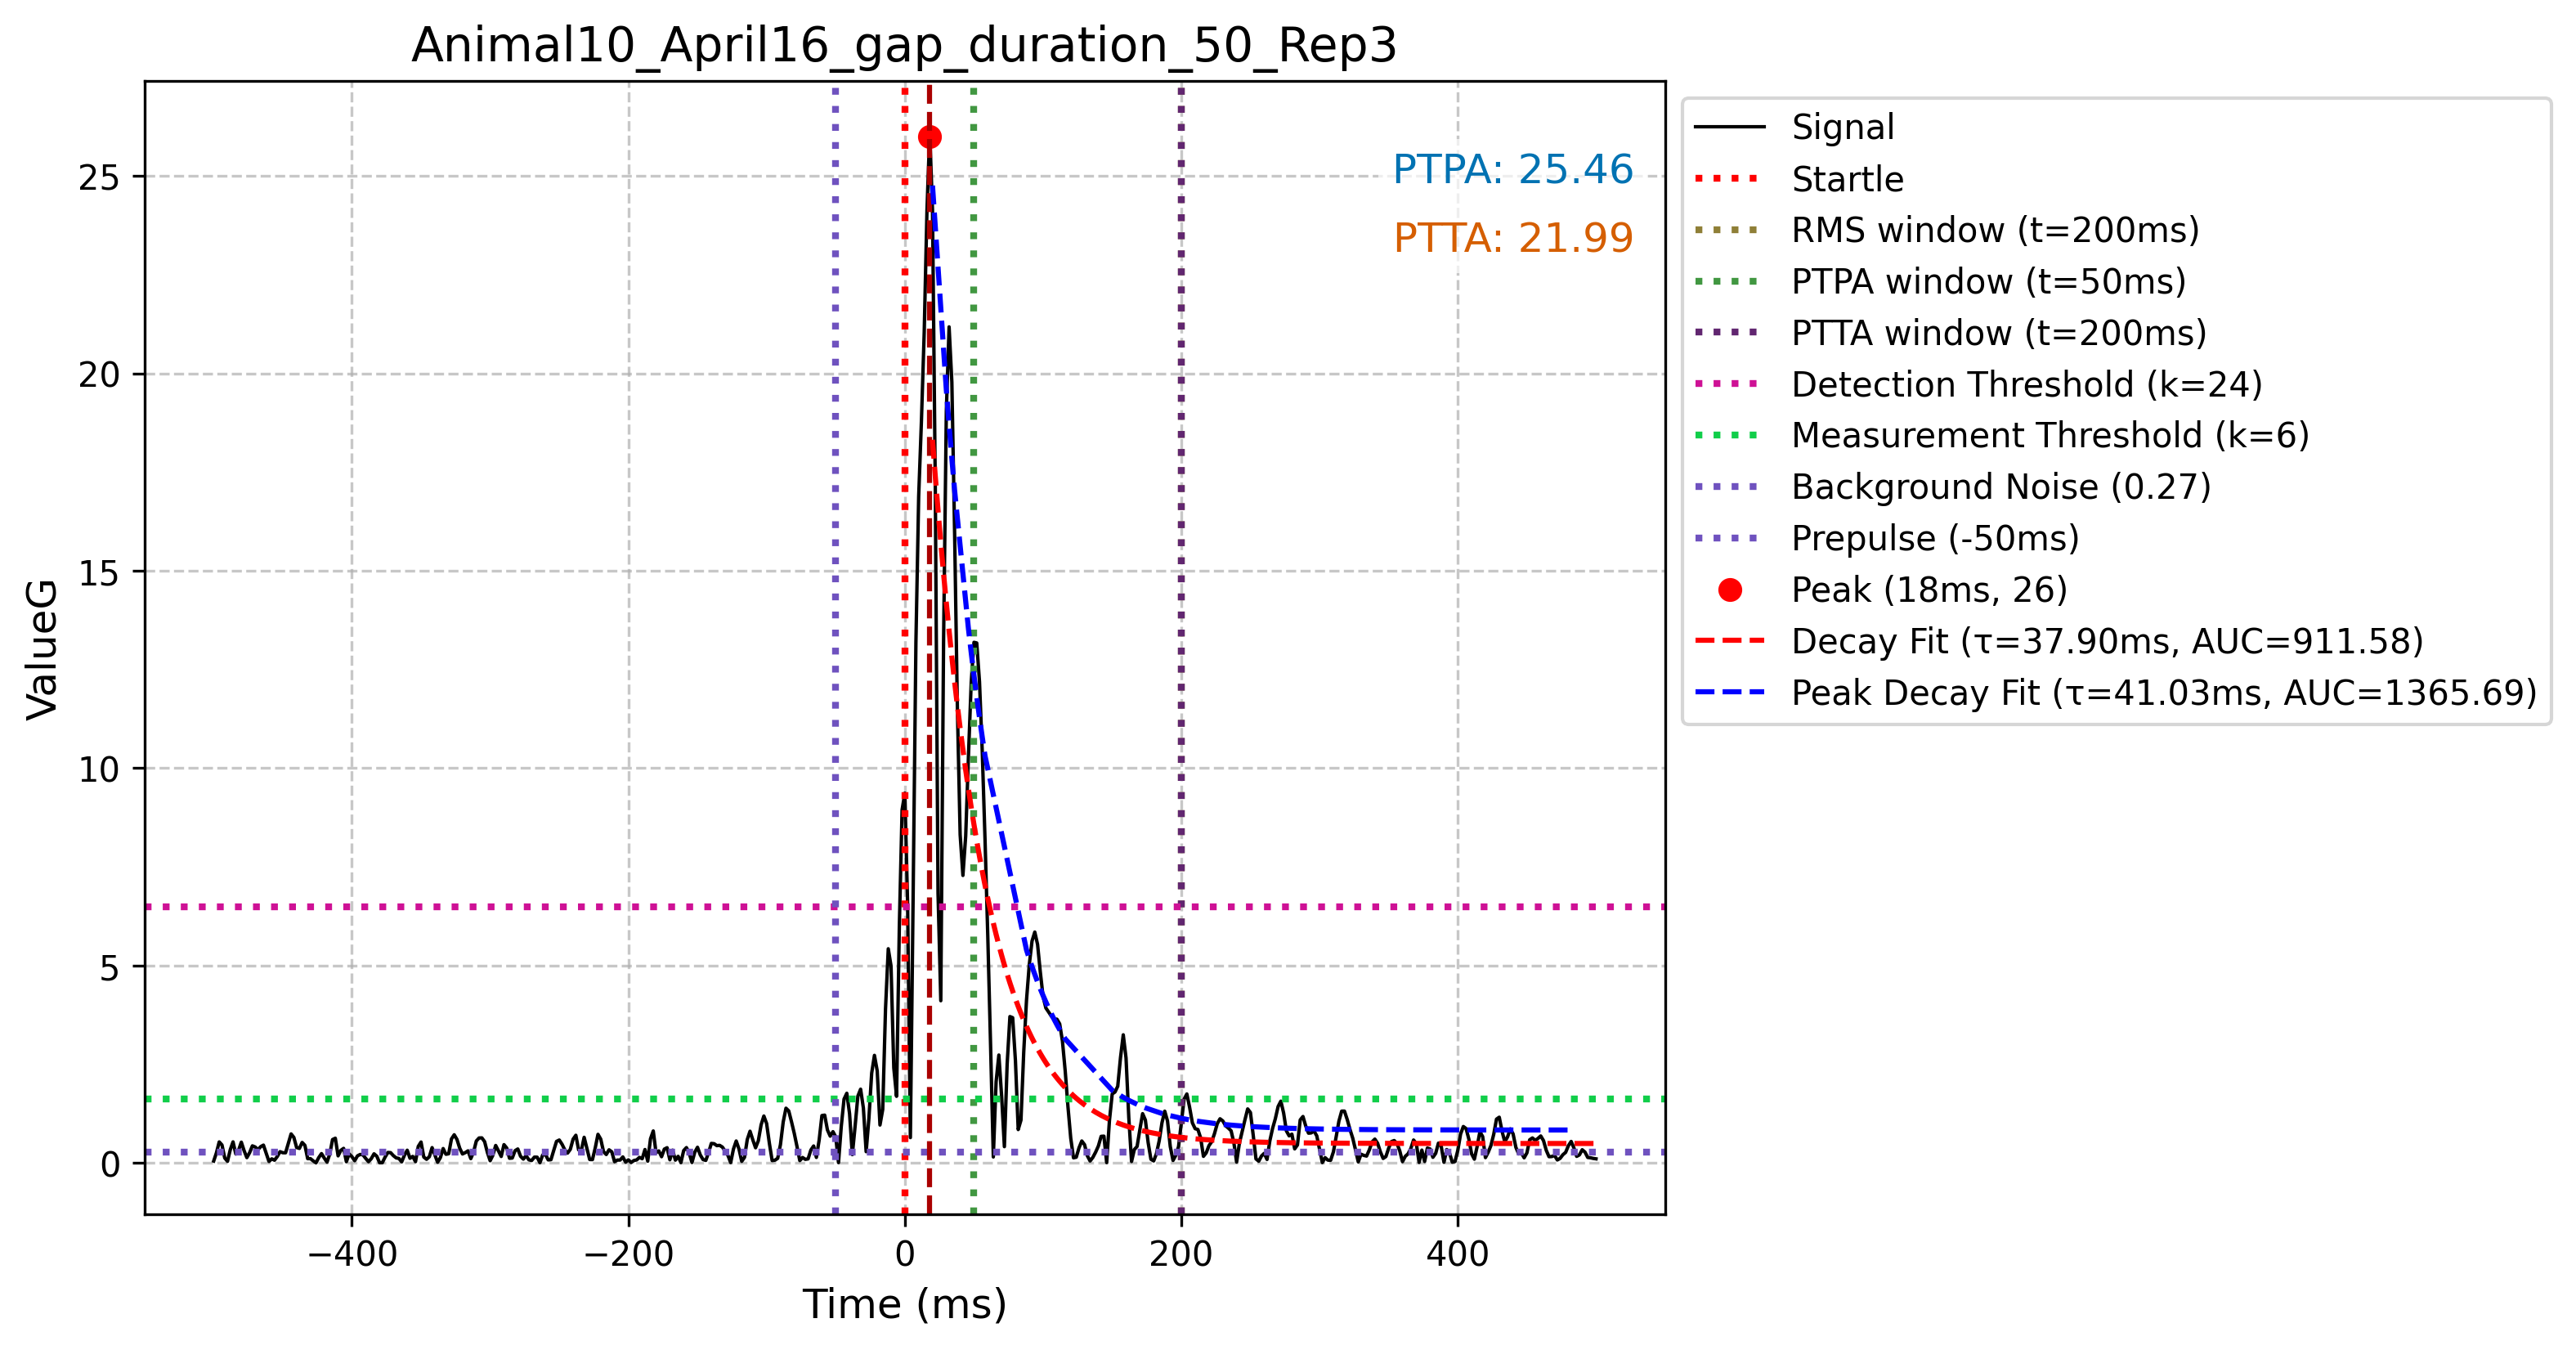 Animal10_April16_gap_duration_50_Rep3
PTPA: 25.46
PTTA: 21.99
25
20
15
10
5
0
ValueG
−400
−200
0
200
400
Time (ms)
Signal
Startle
RMS window (t=200ms)
PTPA window (t=50ms)
PTTA window (t=200ms)
Detection Threshold (k=24)
Measurement Threshold (k=6)
Background Noise (0.27)
Prepulse (-50ms)
Peak (18ms, 26)
Decay Fit (τ=37.90ms, AUC=911.58)
Peak Decay Fit (τ=41.03ms, AUC=1365.69)